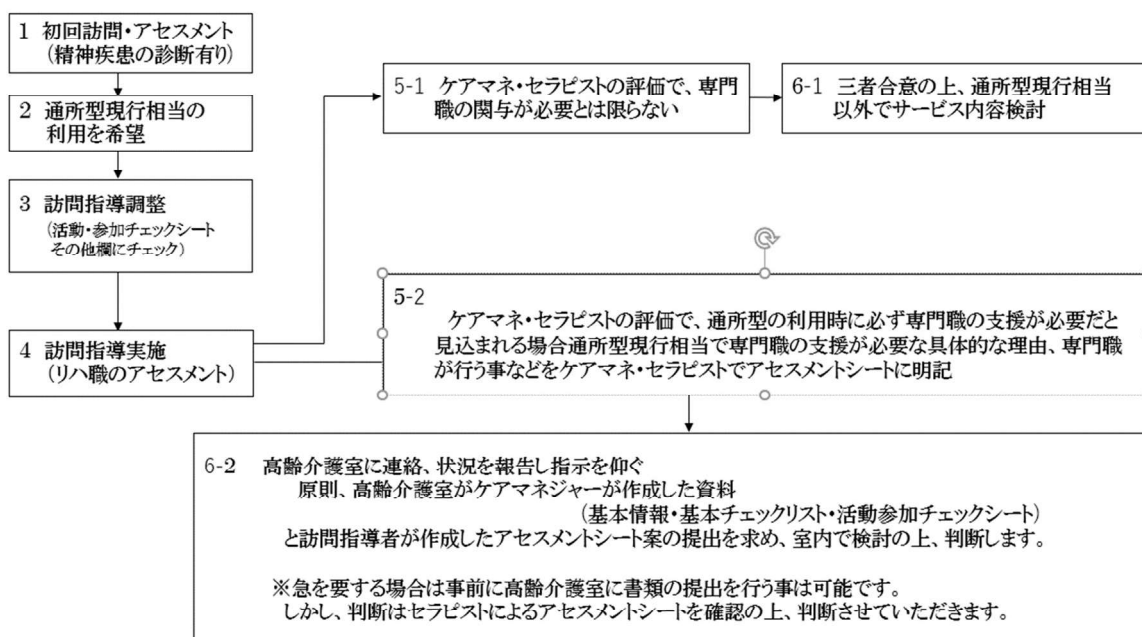 1 初回訪問・アセスメント
(精神疾患の診断有り)
2 通所型現行相当の
利用を希望
3 訪問指導調整
(活動・参加チェックシート
その他欄にチェック)
4 訪問指導実施
(リハ職のアセスメント)
5-1 ケアマネ・セラピストの評価で、専門
職の関与が必要とは限らない
6-1 三者合意の上、通所型現行相当
以外でサービス内容検討
5-2
ケアマネ・セラピストの評価で、通所型の利用時に必ず専門職の支援が必要だと
見込まれる場合通所型現行相当で専門職の支援が必要な具体的な理由、専門職
が行う事などをケアマネ・セラピストでアセスメントシートに明記
6-2 高齢介護室に連絡、状況を報告し指示を仰ぐ
原則、高齢介護室がケアマネジャーが作成した資料
(基本情報・基本チェックリスト・活動参加チェックシート)
と訪問指導者が作成したアセスメントシート案の提出を求め、室内で検討の上、判断します。
※急を要する場合は事前に高齢介護室に書類の提出を行う事は可能です。
しかし、判断はセラピストによるアセスメントシートを確認の上、判断させていただきます。